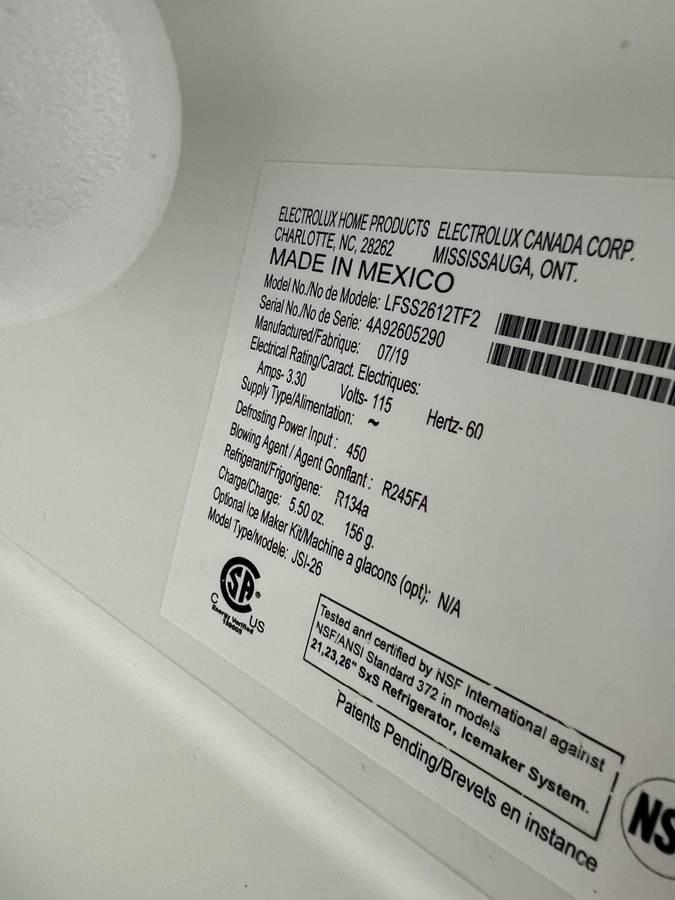 ELECTROLUX HOME PRODUCTS ELECTROLUX CANADA CORP.
CHARLOTTE, NC, 28262 MISSISSAUGA, ONT.
MADE IN MEXICO
Model No./No de Modele: LFSS2612TF2
Serial No./No de Serie: 4A92605290
Manufactured/Fabrique: 07/19
Electrical Rating/Caract. Electriques:
Amps- 3.30 Volts- 115 Hertz- 60
Supply Type/Alimentation: ~
Defrosting Power Input : 450
Blowing Agent / Agent Gonflant : R245FA
Refrigerant/Frigorigene: R134a
Charge/Charge: 5.50 oz. 156 g.
Optional Ice Maker Kit/Machine a glacons (opt): N/A
Model Type/Modele: JSI-26
SA
C US
Energy Verified
Tested and certified by NSF International against
NSF/ANSI Standard 372 in models
21,23,26" SxS Refrigerator, Icemaker System.
Patents Pending/Brevets en instance
NS